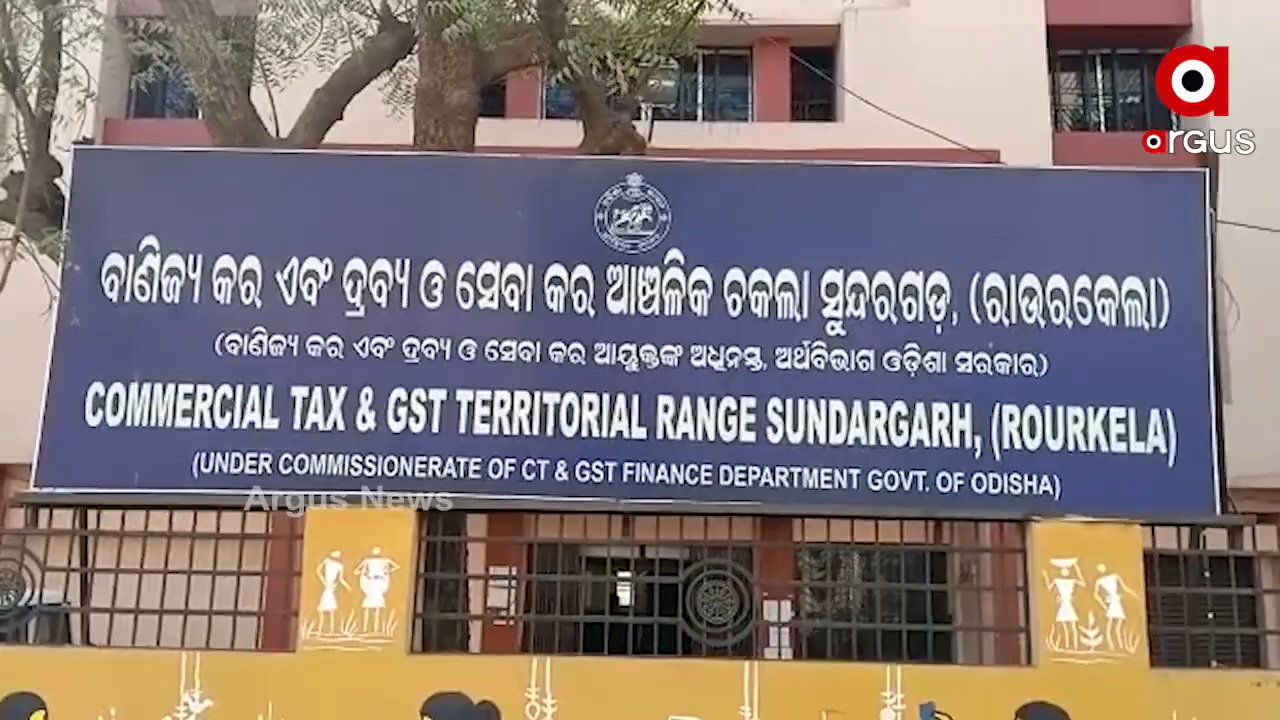 argus
ବାଣିଜ୍ୟ କର ଏବଂ ଦ୍ରବ୍ୟ ଓ ସେବା କର ଆଞ୍ଚଳିକ ଚକଲା ସୁନ୍ଦରଗଡ଼, (ରାଉରକେଲା)
(ବାଣିଜ୍ୟ କର ଏବଂ ଦ୍ରବ୍ୟ ଓ ସେବା କର ଆୟୁକ୍ତଙ୍କ ଅଧିନସ୍ତ, ଅର୍ଥବିଭାଗ ଓଡ଼ିଶା ସରକାର)
COMMERCIAL TAX & GST TERRITORIAL RANGE SUNDARGARH, (ROURKELA)
(UNDER COMMISSIONERATE OF CT & GST FINANCE DEPARTMENT GOVT. OF ODISHA)
Argus News